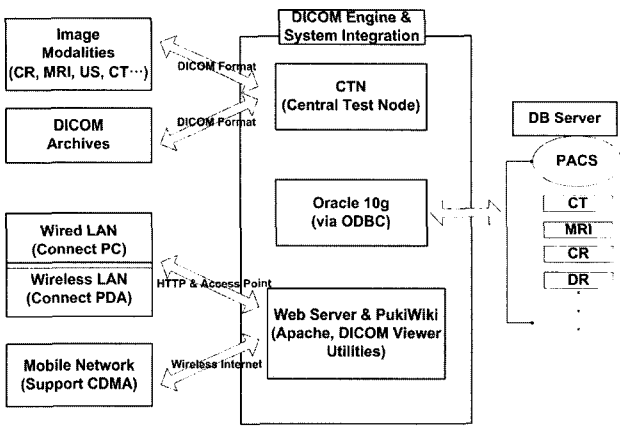 Image
Modalities
(CR, MRI, US, CT⋯)
DICOM
Archives
Wired LAN
(Connect PC)
Wireless LAN
(Connect PDA)
Mobile Network
(Support CDMA)
DICOM Format
DICOM Format
HTTP & Access Point
Wireless Internet
DICOM Engine &
System Integration
CTN
(Central Test Node)
Oracle 10g
(via ODBC)
Web Server & PukiWiki
(Apache, DICOM Viewer
Utilities)
DB Server
PACS
CT
MRI
CR
DR